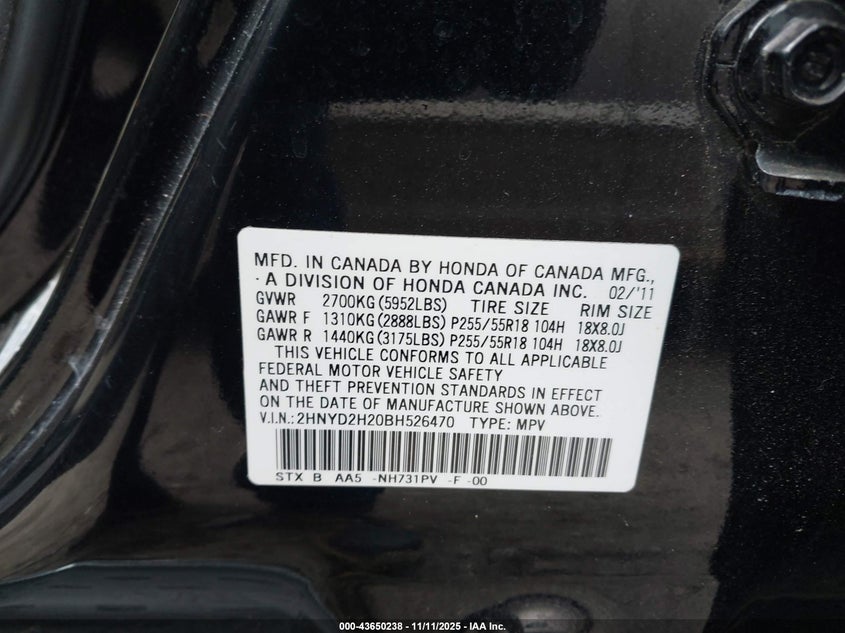 MFD. IN CANADA BY HONDA OF CANADA MFG.,
A DIVISION OF HONDA CANADA INC. 02/'11
GVWR 2700KG(5952LBS) TIRE SIZE RIM SIZE
GAWR F 1310KG(2888LBS) P255/55R18 104H 18X8.0J
GAWR R 1440KG(3175LBS) P255/55R18 104H 18X8.0J
THIS VEHICLE CONFORMS TO ALL APPLICABLE
FEDERAL MOTOR VEHICLE SAFETY
AND THEFT PREVENTION STANDARDS IN EFFECT
ON THE DATE OF MANUFACTURE SHOWN ABOVE.
V.I.N.:2HNYD2H20BH526470 TYPE: MPV
STX B AA5 -NH731PV -F -00
000-43650238 - 11/11/2025 - IAA Inc.